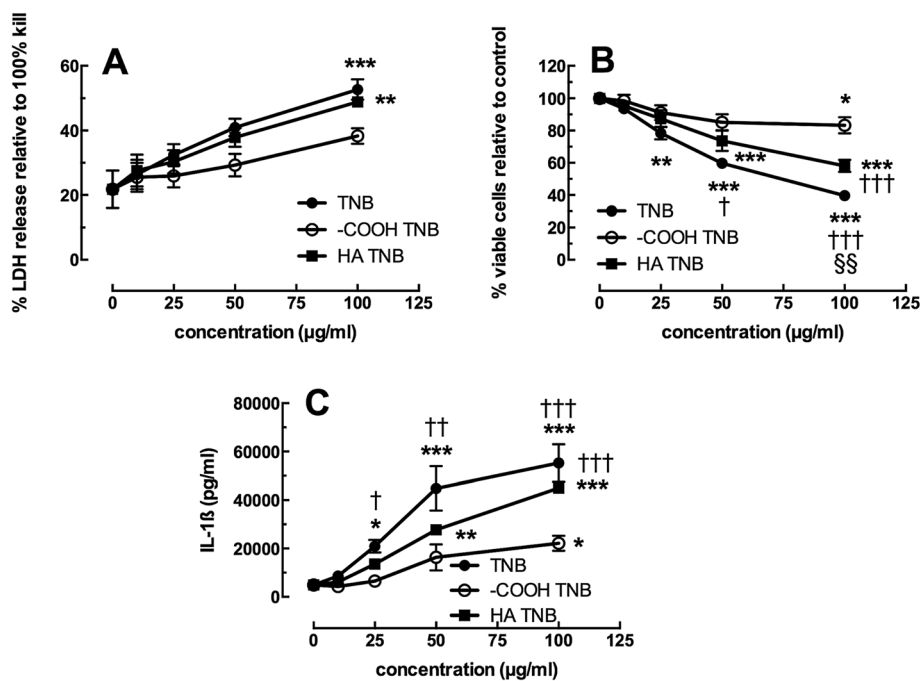 A
% LDH release relative to 100% kill
60
40
20
0
***
**
TNB
-COOH TNB
HA TNB
0 25 50 75 100 125
concentration (µg/ml)
B
% viable cells relative to control
120
100
80
60
40
20
0
*
**
***
***
†
***
†††
***
†††
§§
TNB
-COOH TNB
HA TNB
0 25 50 75 100 125
concentration (µg/ml)
C
IL-1ß (pg/ml)
80000
60000
40000
20000
0
†
*
††
***
†††
***
†††
***
**
*
TNB
-COOH TNB
HA TNB
0 25 50 75 100 125
concentration (µg/ml)